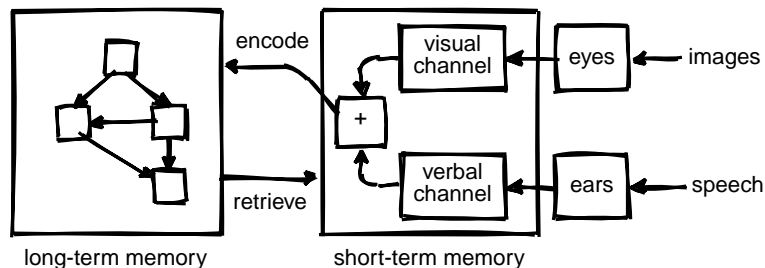 encode
visual
channel
eyes
images
+
retrieve
verbal
channel
ears
speech
long-term memory
short-term memory